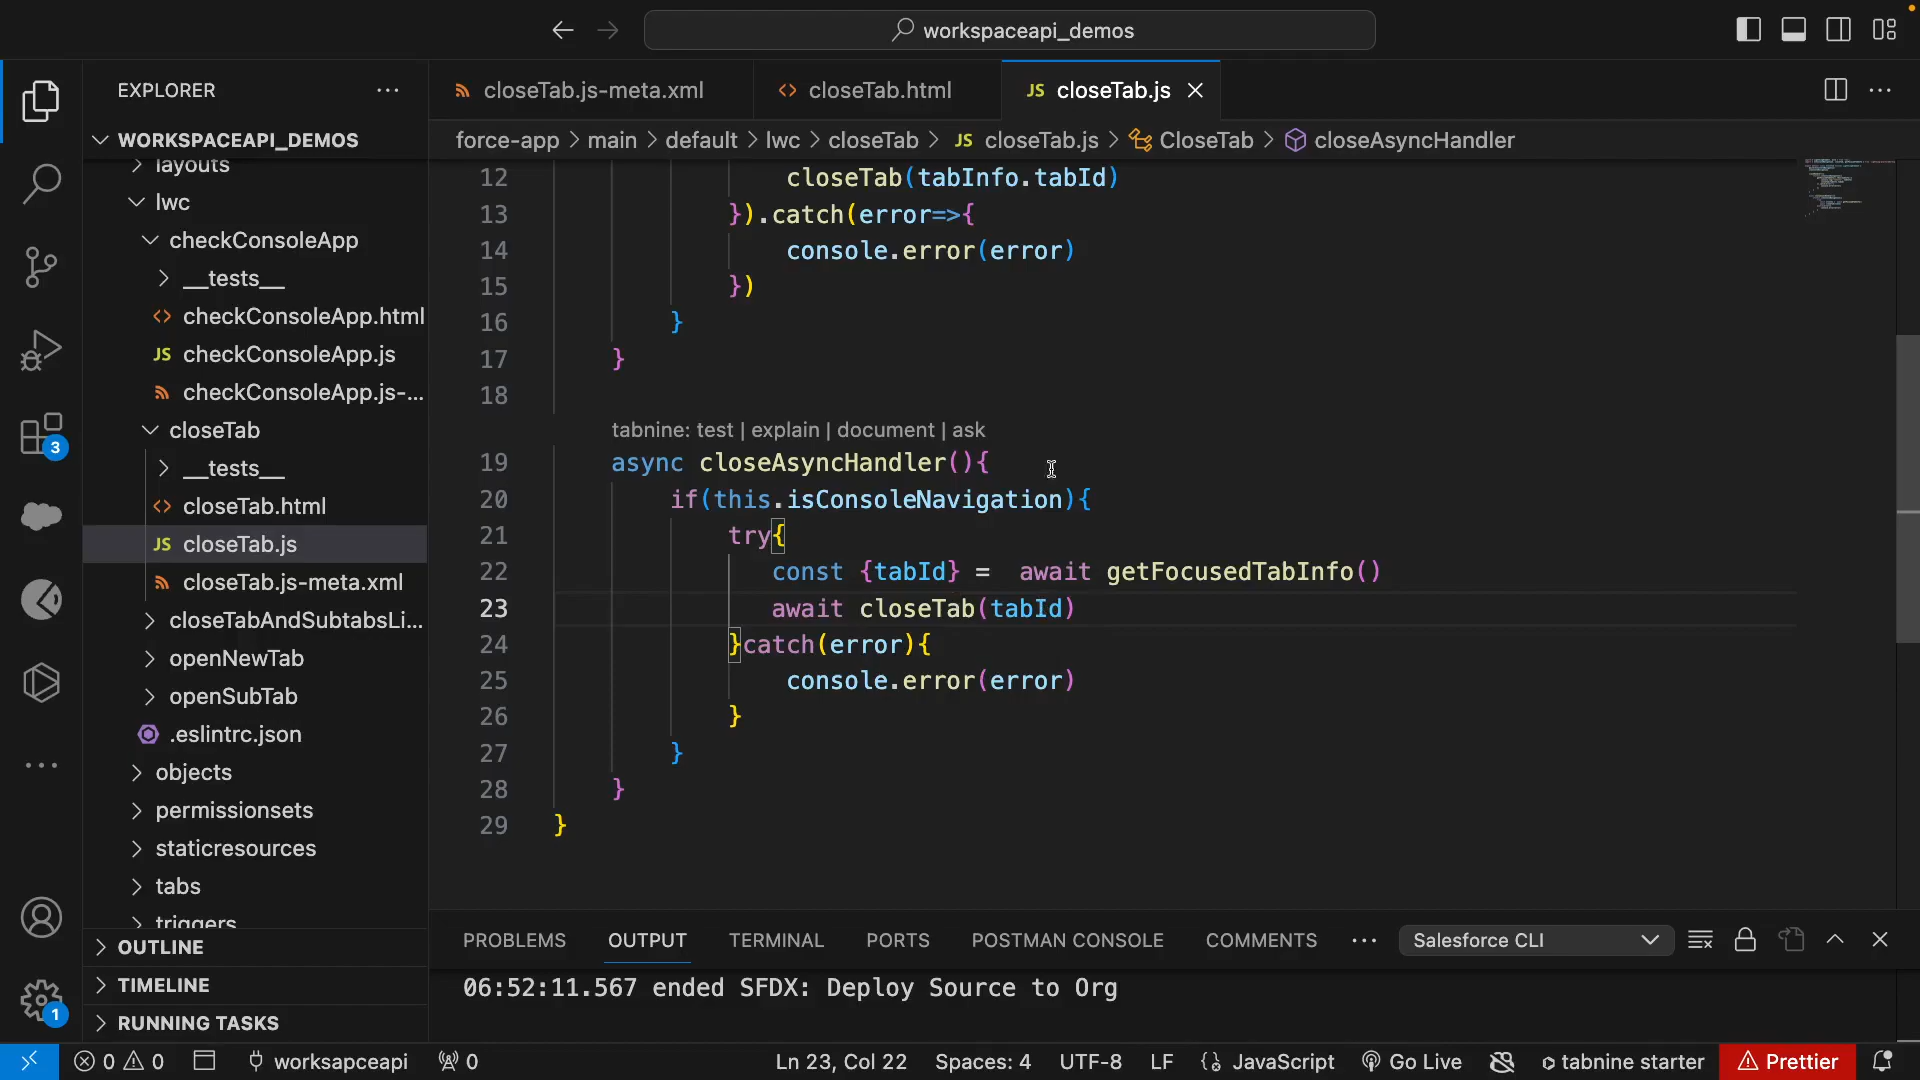 workspaceapi_demos
EXPLORER
closeTab.js-meta.xml
closeTab.html
JS closeTab.js
WORKSPACEAPI_DEMOS
force-app > main > default > lwc > closeTab > JS closeTab.js > CloseTab > closeAsyncHandler
layouts
lwc
checkConsoleApp
__tests__
checkConsoleApp.html
JS checkConsoleApp.js
checkConsoleApp.js-...
closeTab
__tests__
closeTab.html
JS closeTab.js
closeTab.js-meta.xml
closeTabAndSubtabsLi...
openNewTab
openSubTab
.eslintrc.json
objects
permissionsets
staticresources
tabs
triggers
OUTLINE
TIMELINE
RUNNING TASKS
3
1
12 closeTab(tabInfo.tabId)
13 }).catch(error=>{
14 console.error(error)
15 })
16 }
17 }
18
tabnine: test | explain | document | ask
19 async closeAsyncHandler(){
20 if(this.isConsoleNavigation){
21 try{
22 const {tabId} =  await getFocusedTabInfo()
23 await closeTab(tabId)
24 }catch(error){
25 console.error(error)
26 }
27 }
28 }
29 }
PROBLEMS OUTPUT TERMINAL PORTS POSTMAN CONSOLE COMMENTS ... Salesforce CLI
06:52:11.567 ended SFDX: Deploy Source to Org
0 0 worksapceapi 0 Ln 23, Col 22 Spaces: 4 UTF-8 LF {} JavaScript Go Live tabnine starter Prettier